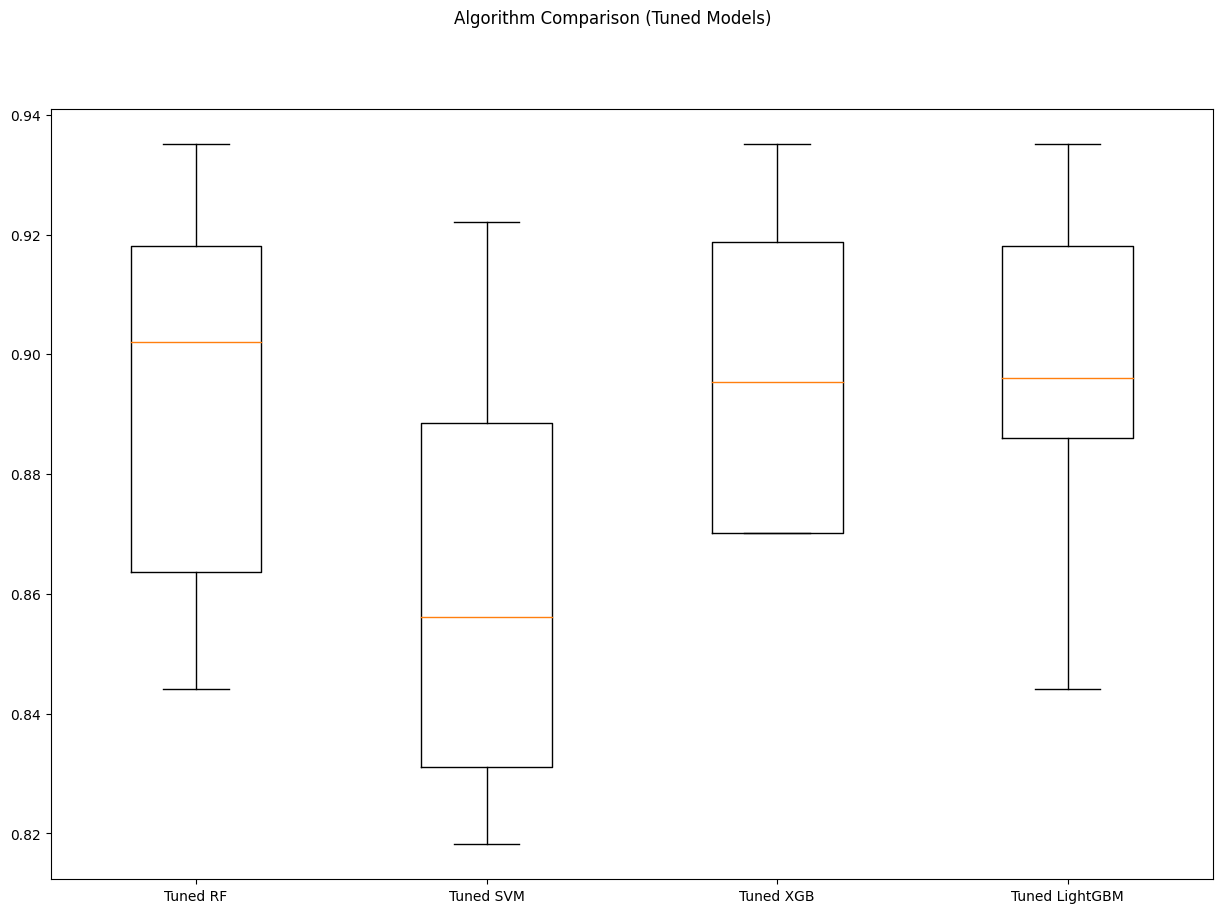 Algorithm Comparison (Tuned Models)
0.94
0.92
0.90
0.88
0.86
0.84
0.82
Tuned RF
Tuned SVM
Tuned XGB
Tuned LightGBM